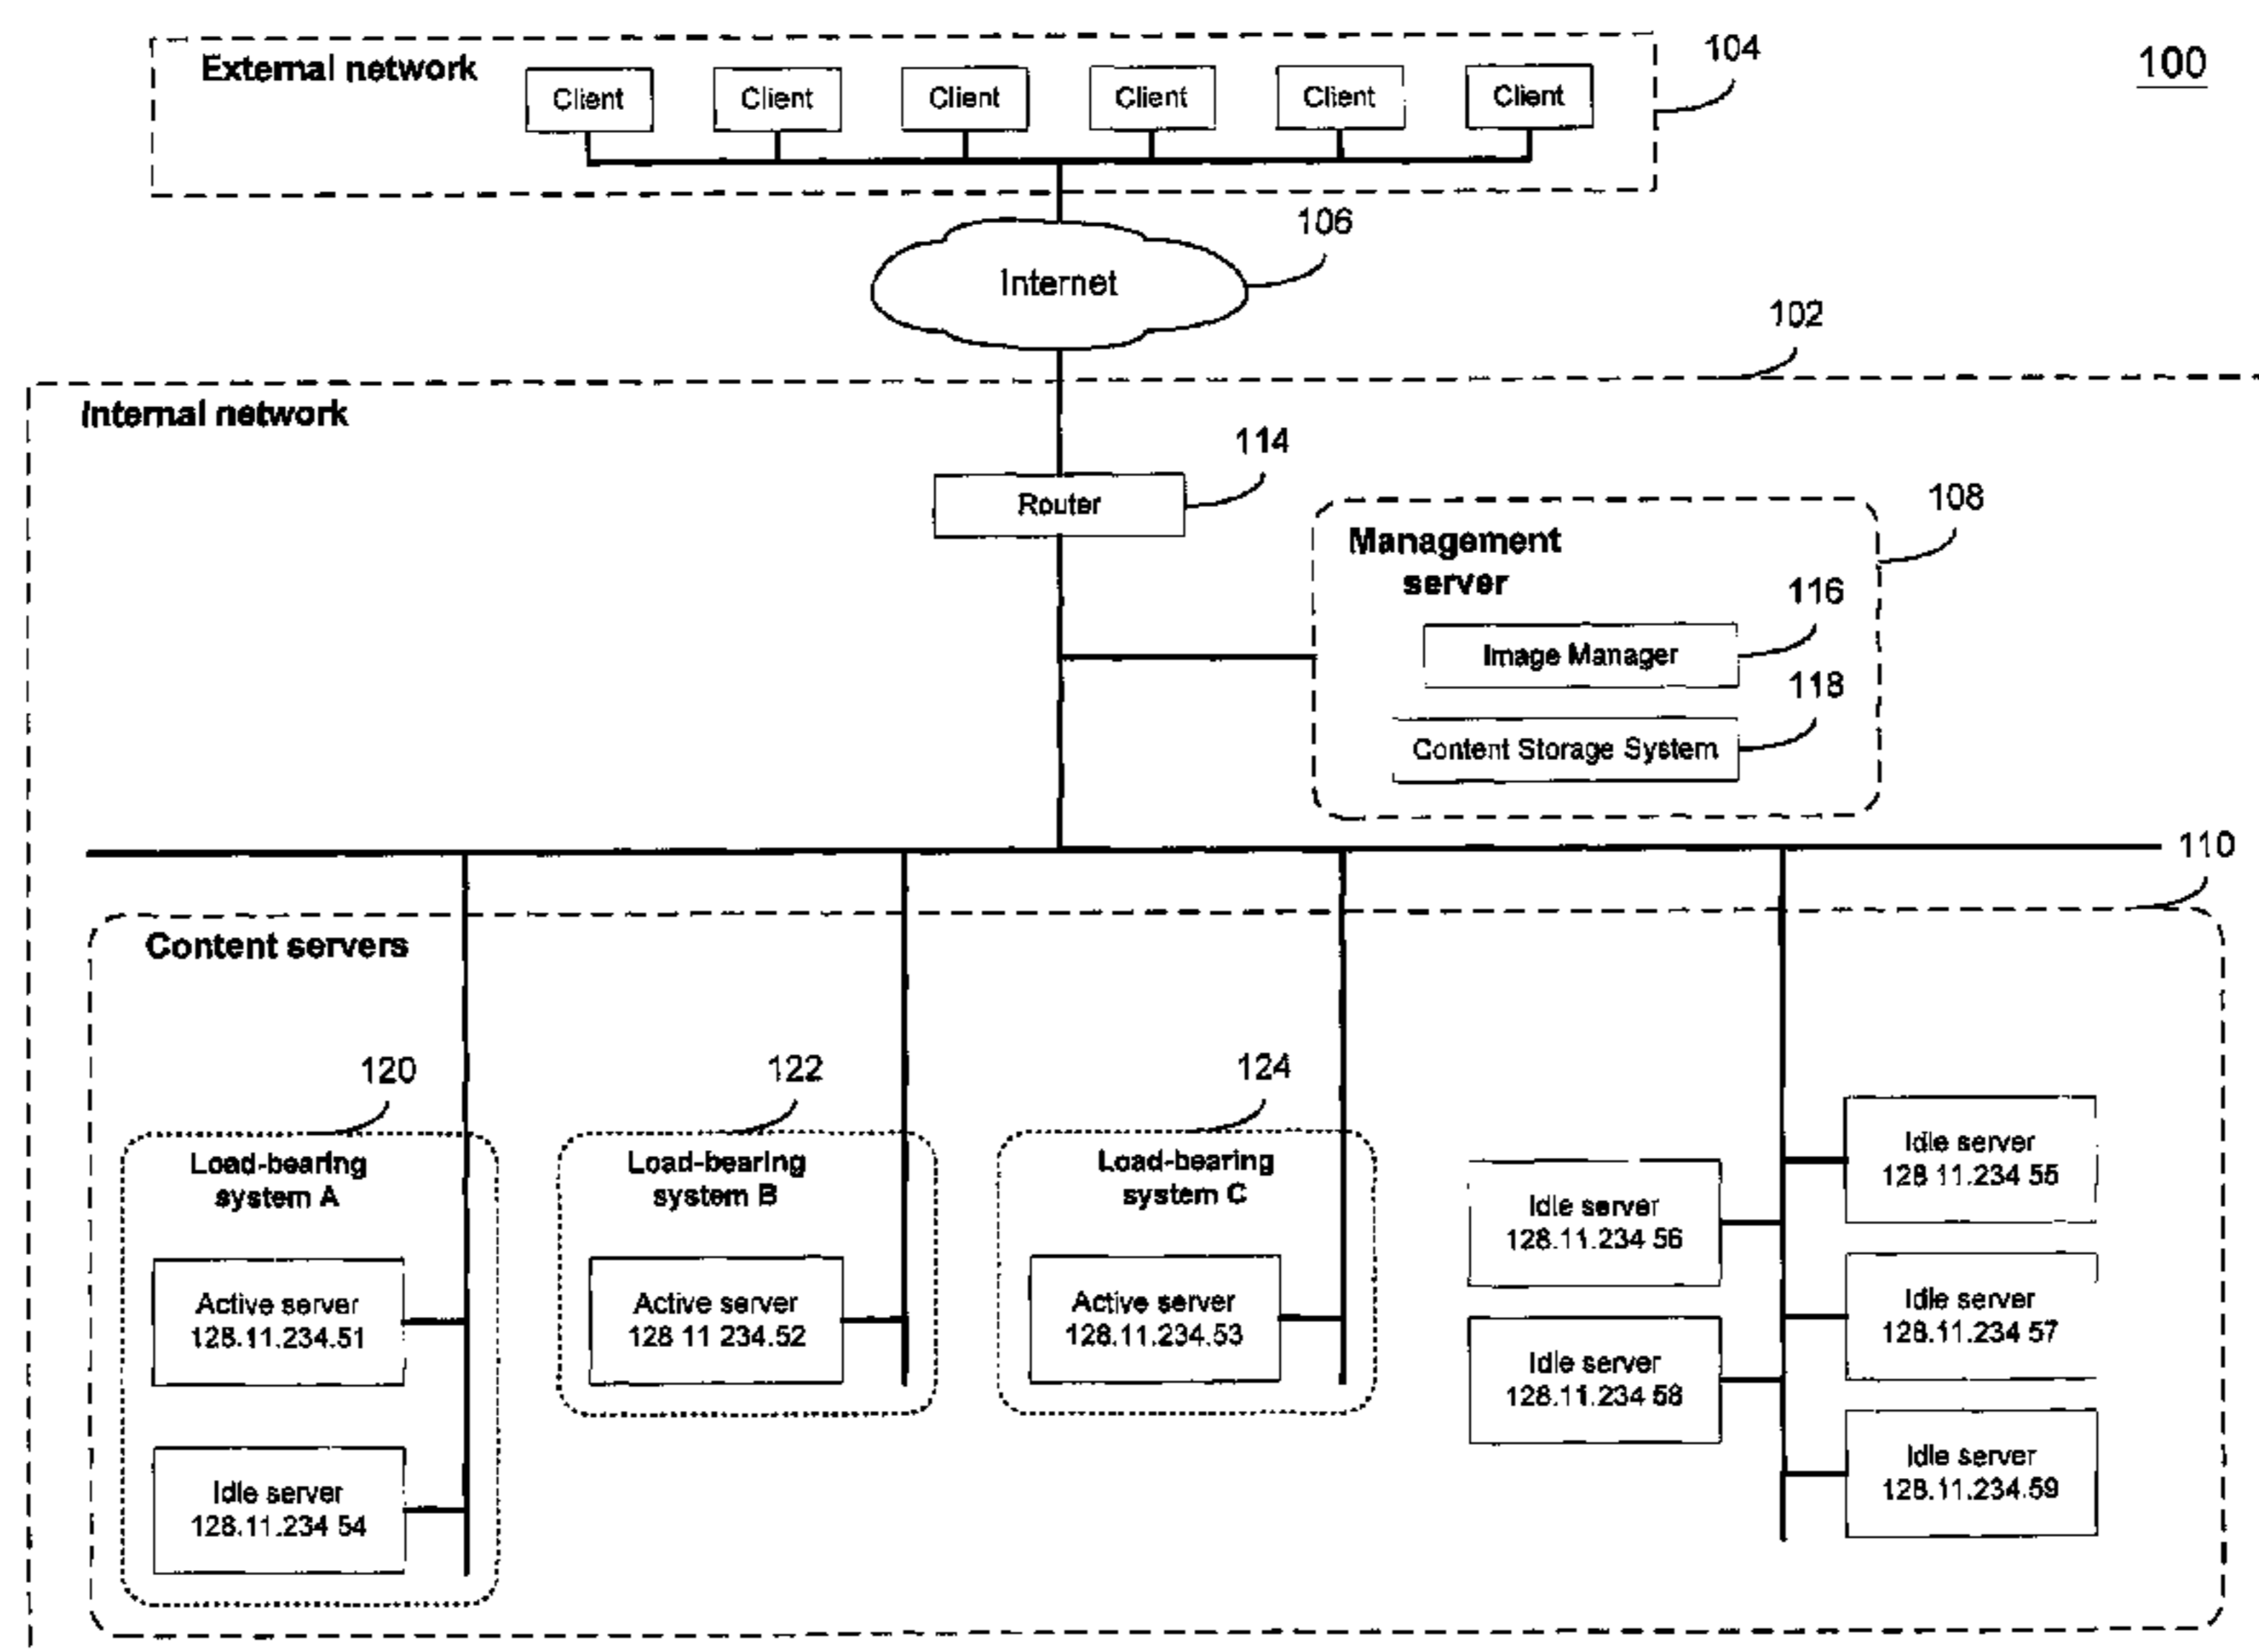 100
External network
104
Client
Client
Client
Client
Client
Client
106
Internet
102
Internal network
114
Router
108
Management
server
116
Image Manager
118
Content Storage System
110
Content servers
120
Load-bearing
system A
Active server
128.11.234.51
Idle server
128.11.234 54
122
Load-bearing
system B
Active server
128 11 234.52
124
Load-bearing
system C
Active server
128.11.234.53
Idle server
128.11.234 56
Idle server
128.11.234 58
Idle server
128 11.234 55
Idle server
128.11.234 57
Idle server
128.11.234.59